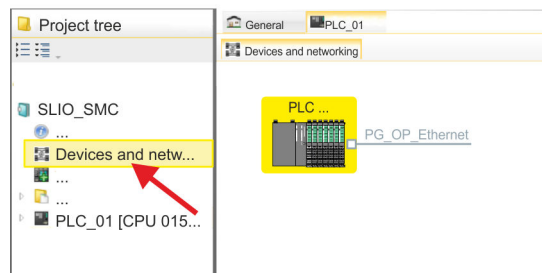 Project tree
SLIO_SMC
...
Devices and netw...
...
...
PLC_01 [CPU 015...
General
PLC_01
Devices and networking
PLC ...
PG_OP_Ethernet